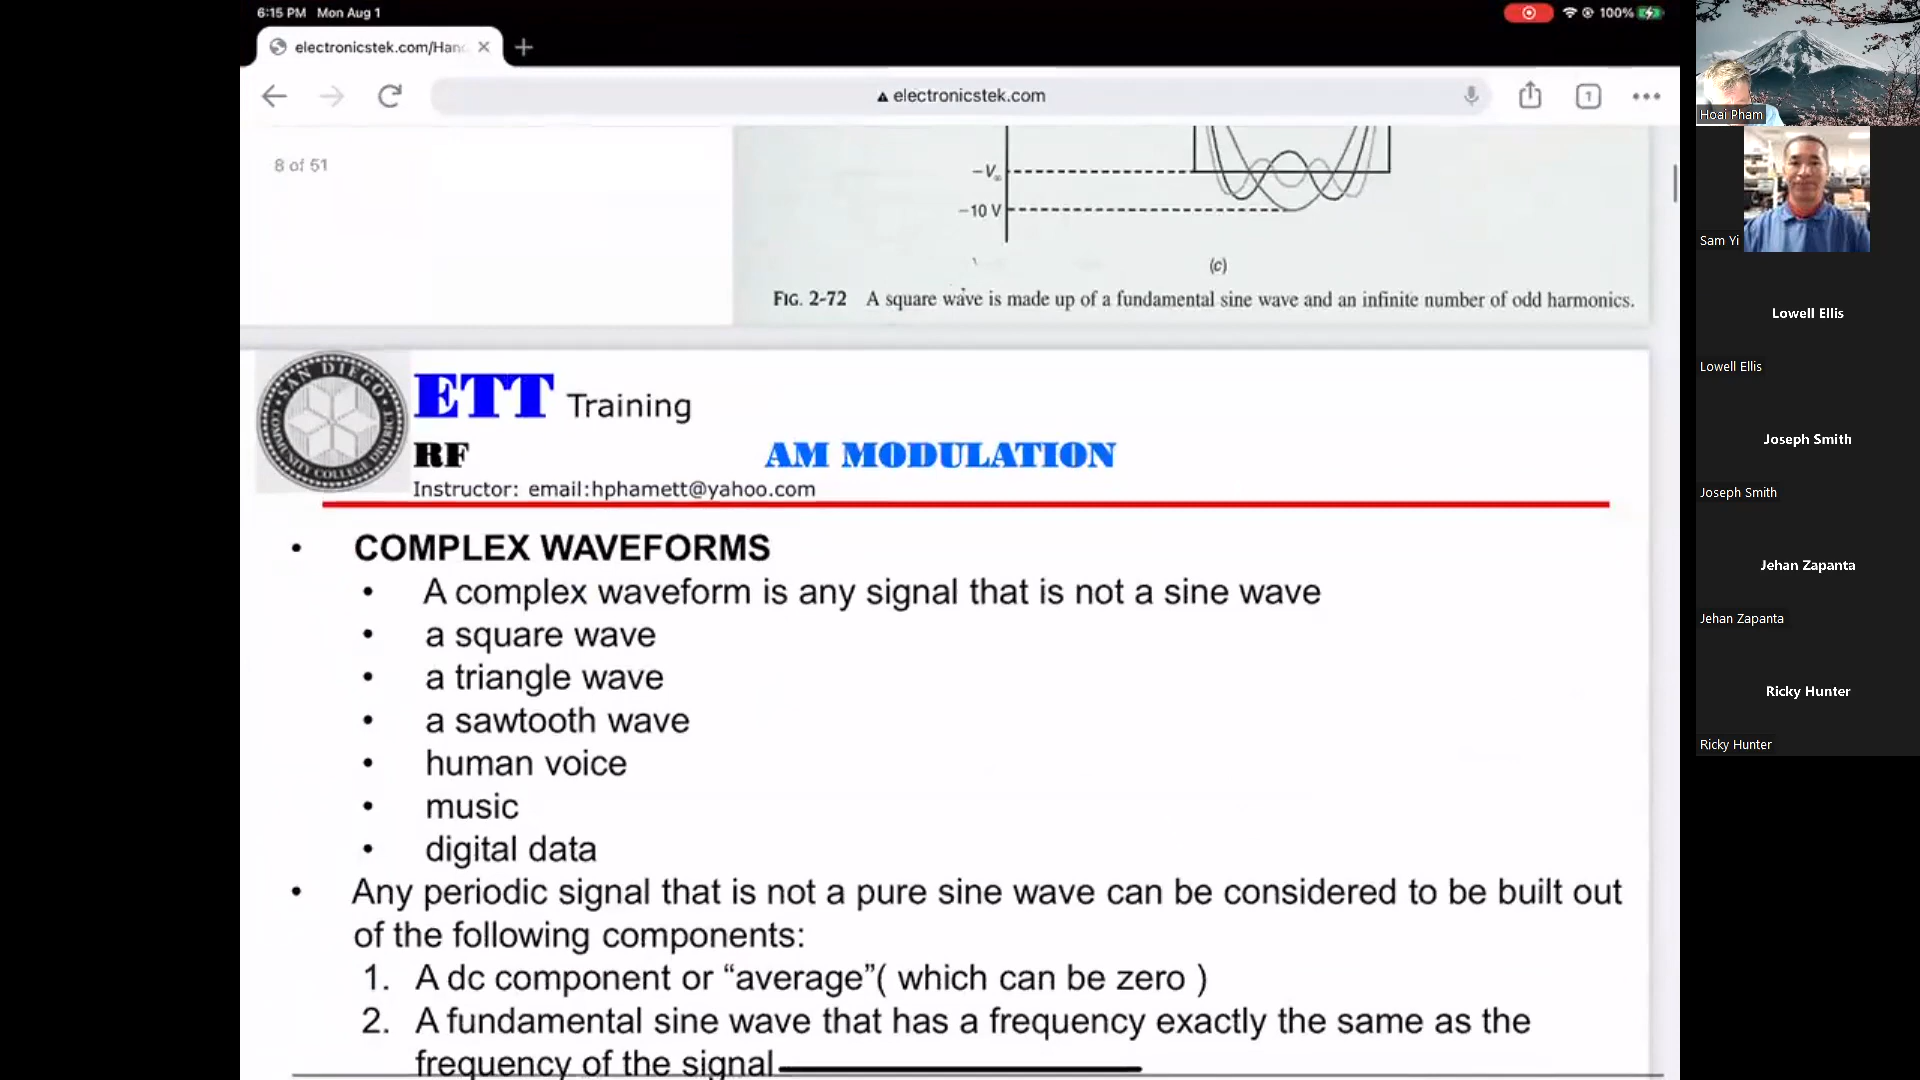 6:15 PM Mon Aug 1
100%
electronicstek.com/Han
electronicstek.com
1
Hoai Pham
8 of 51
-V
-10 V
(c)
FIG. 2-72 A square wave is made up of a fundamental sine wave and an infinite number of odd harmonics.
Sam Yi
Lowell Ellis
Lowell Ellis
Joseph Smith
Joseph Smith
Jehan Zapanta
Jehan Zapanta
Ricky Hunter
Ricky Hunter
SAN DIEGO
COMMUNITY COLLEGE DISTRICT
ETT Training
RF AM MODULATION
Instructor: email:hphamett@yahoo.com
• COMPLEX WAVEFORMS
• A complex waveform is any signal that is not a sine wave
• a square wave
• a triangle wave
• a sawtooth wave
• human voice
• music
• digital data
• Any periodic signal that is not a pure sine wave can be considered to be built out
of the following components:
1. A dc component or “average”( which can be zero )
2. A fundamental sine wave that has a frequency exactly the same as the
frequency of the signal